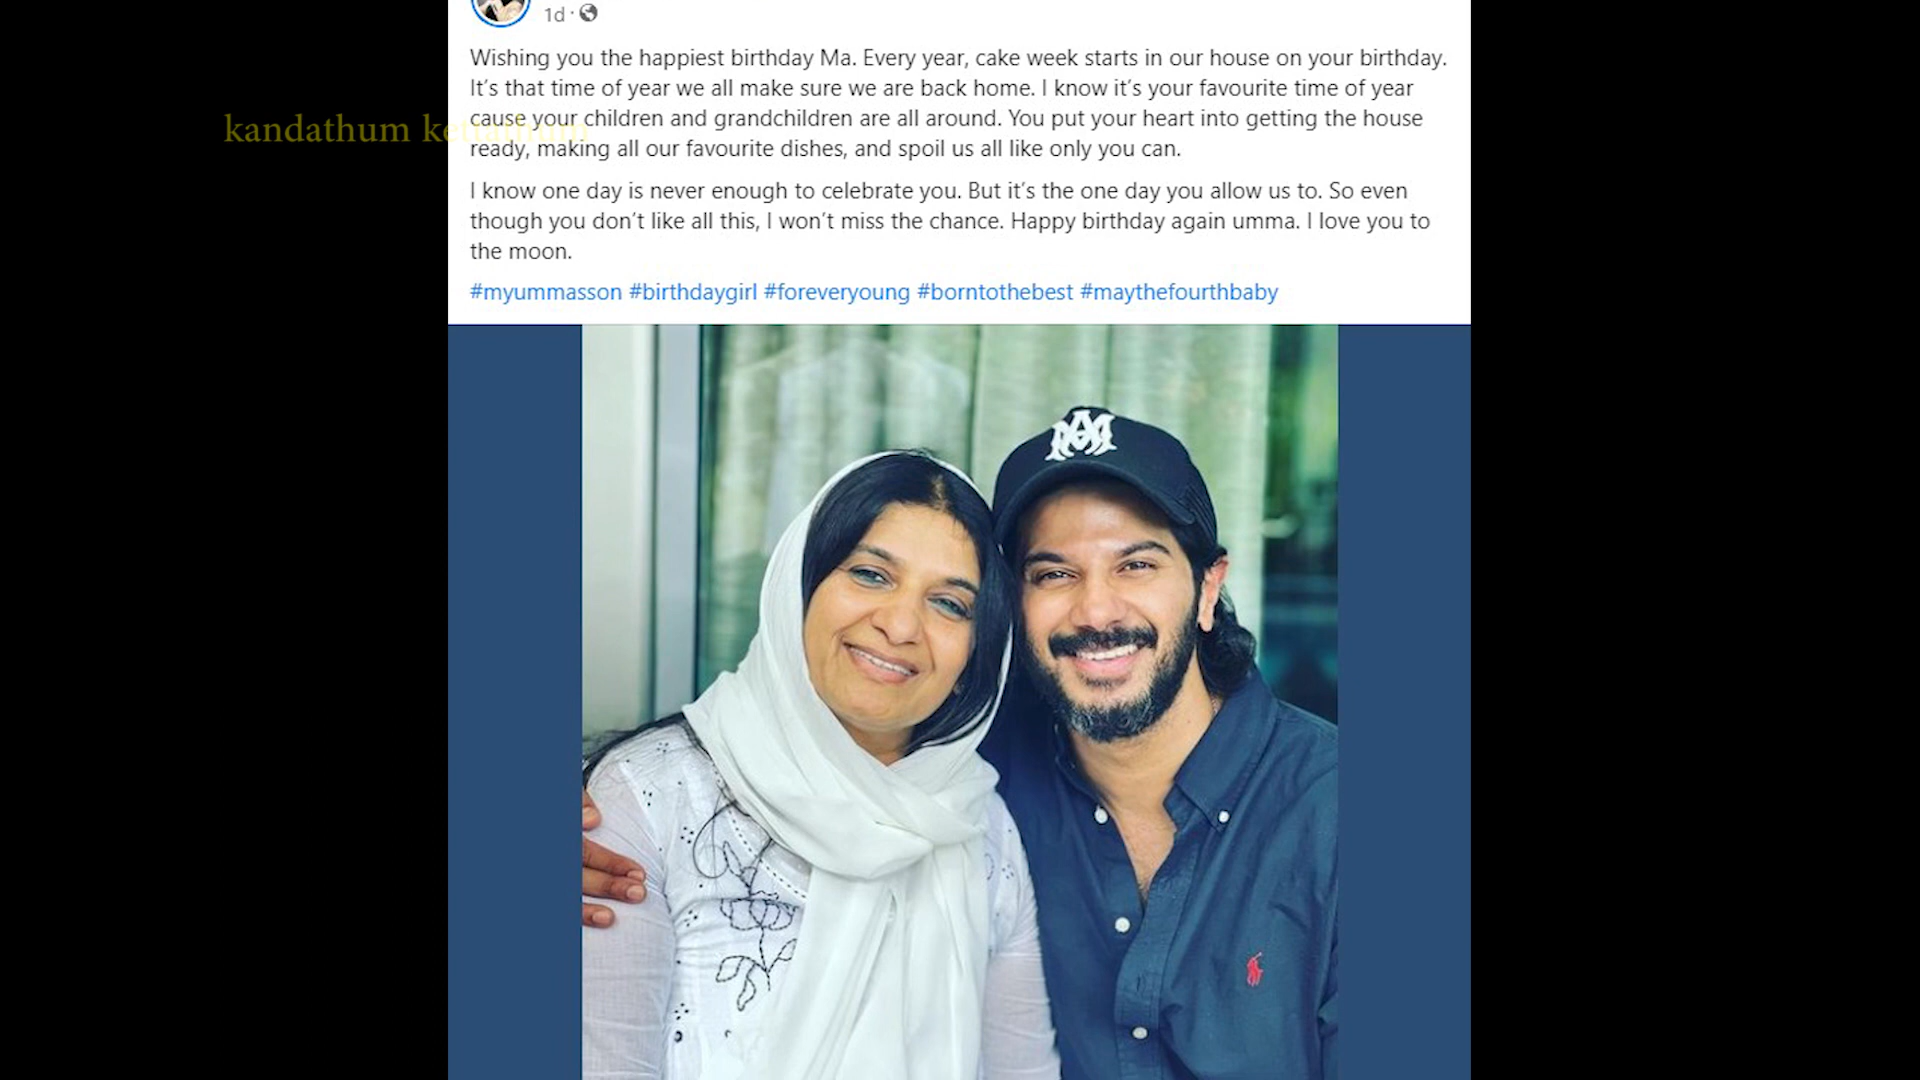 1d ·
Wishing you the happiest birthday Ma. Every year, cake week starts in our house on your birthday.
It’s that time of year we all make sure we are back home. I know it’s your favourite time of year
cause your children and grandchildren are all around. You put your heart into getting the house
ready, making all our favourite dishes, and spoil us all like only you can.
kandathum kettathum
I know one day is never enough to celebrate you. But it’s the one day you allow us to. So even
though you don’t like all this, I won’t miss the chance. Happy birthday again umma. I love you to
the moon.
#myummasson #birthdaygirl #foreveryoung #borntothebest #maythefourthbaby